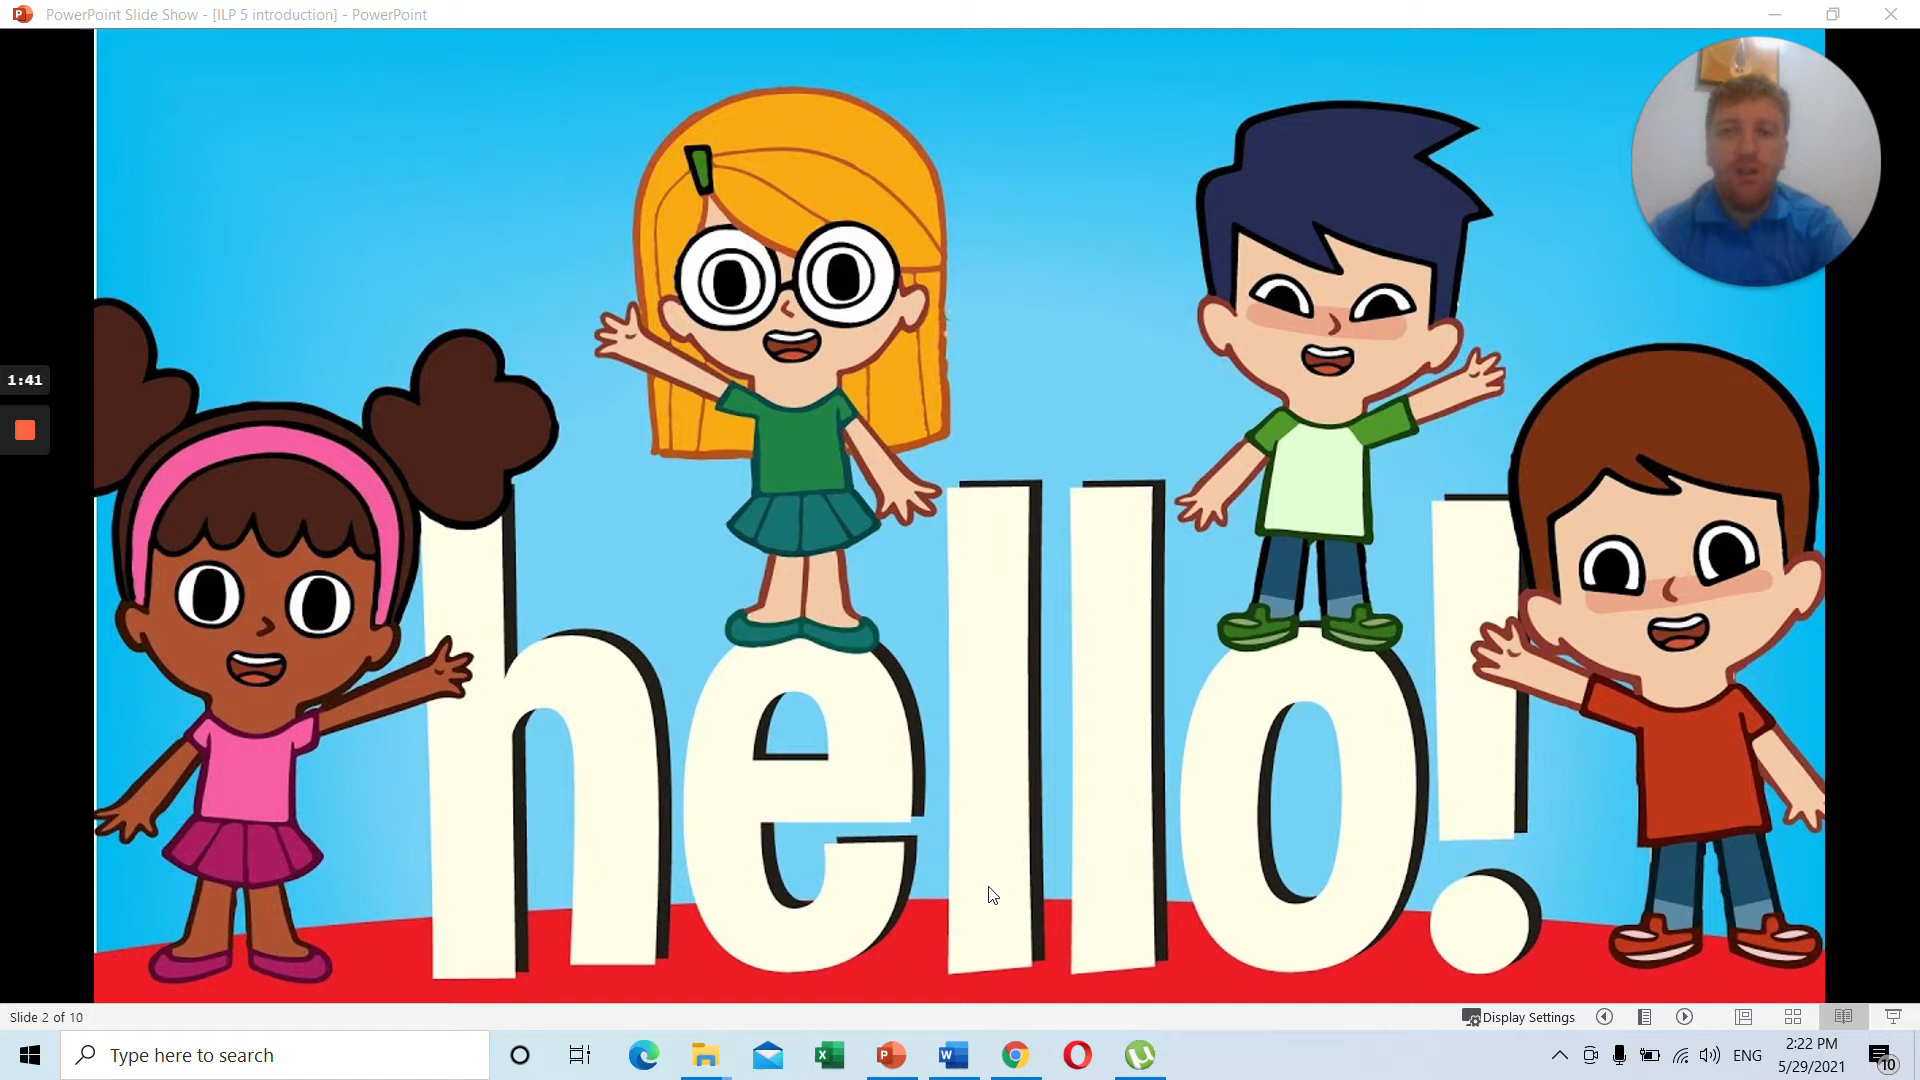 PowerPoint Slide Show - [ILP 5 introduction] - PowerPoint
1:41
hello!
Slide 2 of 10
Display Settings
Type here to search
ENG
2:22 PM
5/29/2021
10